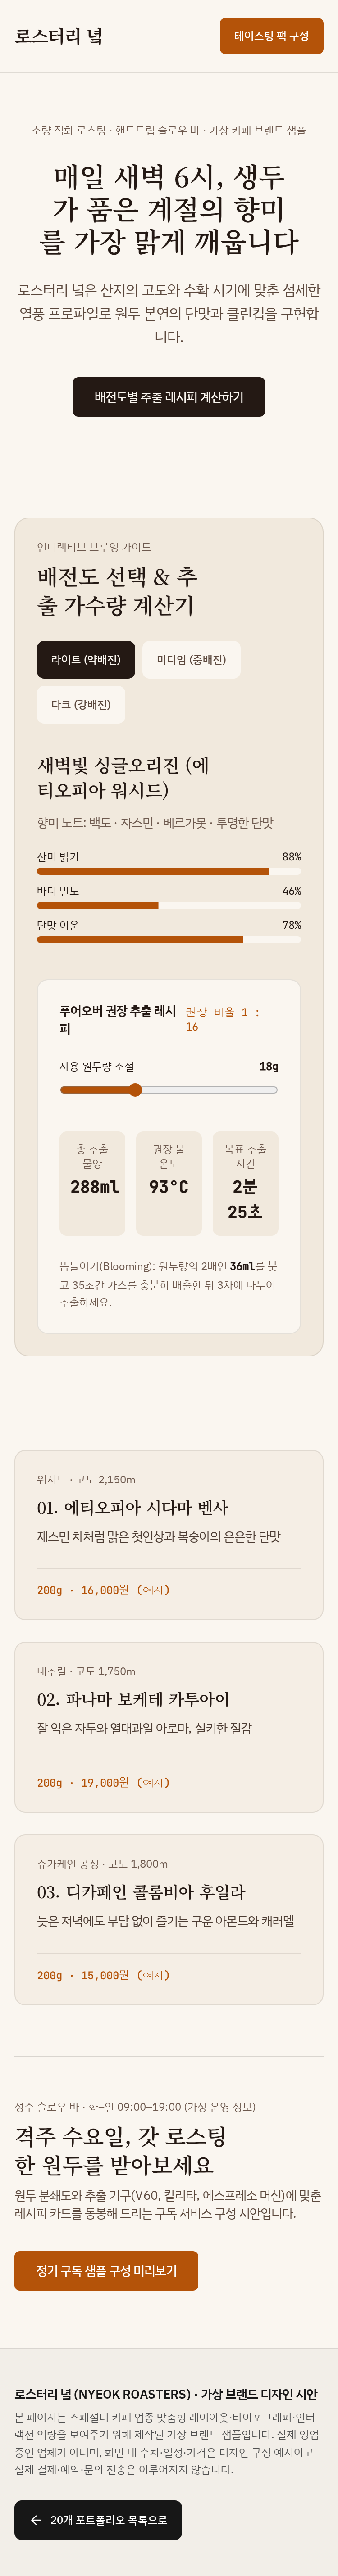 로스터리 녘
테이스팅 팩 구성
소량 직화 로스팅 · 핸드드립 슬로우 바 · 가상 카페 브랜드 샘플
매일 새벽 6시, 생두
가 품은 계절의 향미
를 가장 맑게 깨웁니다
로스터리 녘은 산지의 고도와 수확 시기에 맞춘 섬세한
열풍 프로파일로 원두 본연의 단맛과 클린컵을 구현합
니다.
배전도별 추출 레시피 계산하기
인터랙티브 브루잉 가이드
배전도 선택 & 추
출 가수량 계산기
라이트 (약배전)
미디엄 (중배전)
다크 (강배전)
새벽빛 싱글오리진 (에
티오피아 워시드)
향미 노트: 백도 · 자스민 · 베르가못 · 투명한 단맛
산미 밝기 88%
바디 밀도 46%
단맛 여운 78%
푸어오버 권장 추출 레시
피
권장 비율 1 :
16
사용 원두량 조절 18g
총 추출
물양
288ml
권장 물
온도
93°C
목표 추출
시간
2분
25초
뜸들이기(Blooming): 원두량의 2배인 36ml를 붓
고 35초간 가스를 충분히 배출한 뒤 3차에 나누어
추출하세요.
워시드 · 고도 2,150m
01. 에티오피아 시다마 벤사
재스민 차처럼 맑은 첫인상과 복숭아의 은은한 단맛
200g · 16,000원 (예시)
내추럴 · 고도 1,750m
02. 파나마 보케테 카투아이
잘 익은 자두와 열대과일 아로마, 실키한 질감
200g · 19,000원 (예시)
슈가케인 공정 · 고도 1,800m
03. 디카페인 콜롬비아 후일라
늦은 저녁에도 부담 없이 즐기는 구운 아몬드와 캐러멜
200g · 15,000원 (예시)
성수 슬로우 바 · 화–일 09:00–19:00 (가상 운영 정보)
격주 수요일, 갓 로스팅
한 원두를 받아보세요
원두 분쇄도와 추출 기구(V60, 칼리타, 에스프레소 머신)에 맞춘
레시피 카드를 동봉해 드리는 구독 서비스 구성 시안입니다.
정기 구독 샘플 구성 미리보기
로스터리 녘 (NYEOK ROASTERS) · 가상 브랜드 디자인 시안
본 페이지는 스페셜티 카페 업종 맞춤형 레이아웃·타이포그래피·인터
랙션 역량을 보여주기 위해 제작된 가상 브랜드 샘플입니다. 실제 영업
중인 업체가 아니며, 화면 내 수치·일정·가격은 디자인 구성 예시이고
실제 결제·예약·문의 전송은 이루어지지 않습니다.
← 20개 포트폴리오 목록으로